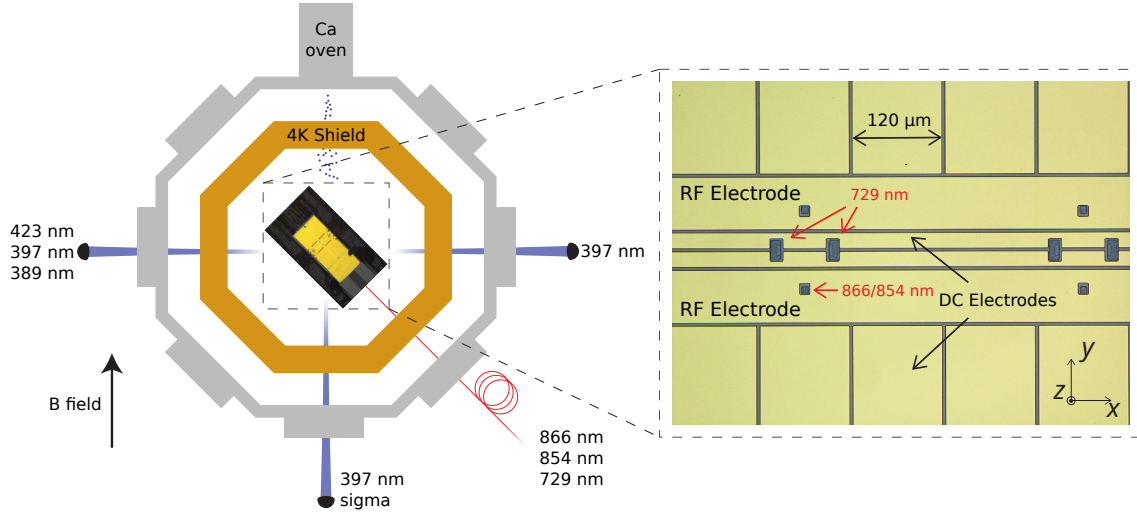 Ca
oven
4K Shield
423 nm
397 nm
389 nm
397 nm
B field
397 nm
sigma
866 nm
854 nm
729 nm
120 μm
RF Electrode
729 nm
866/854 nm
RF Electrode
DC Electrodes
y
z
x